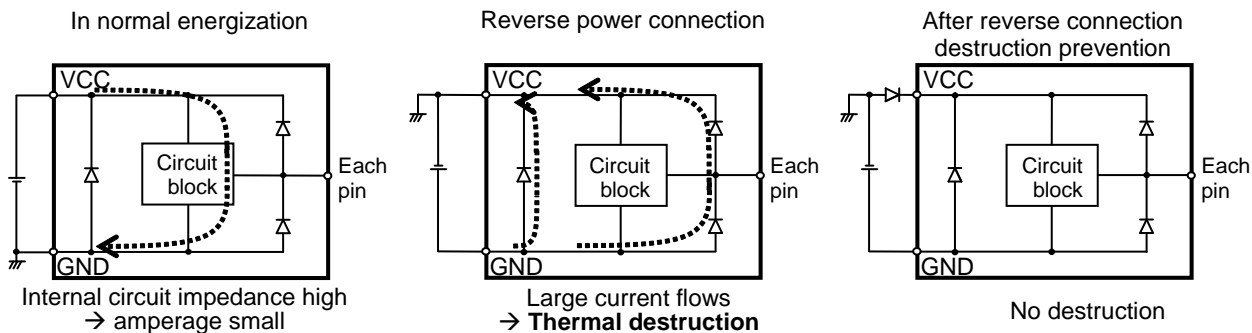 In normal energization
VCC
Circuit
block
Each
pin
GND
Internal circuit impedance high
→ amperage small
Reverse power connection
VCC
Circuit
block
Each
pin
GND
Large current flows
→ Thermal destruction
After reverse connection
destruction prevention
VCC
Circuit
block
Each
pin
GND
No destruction